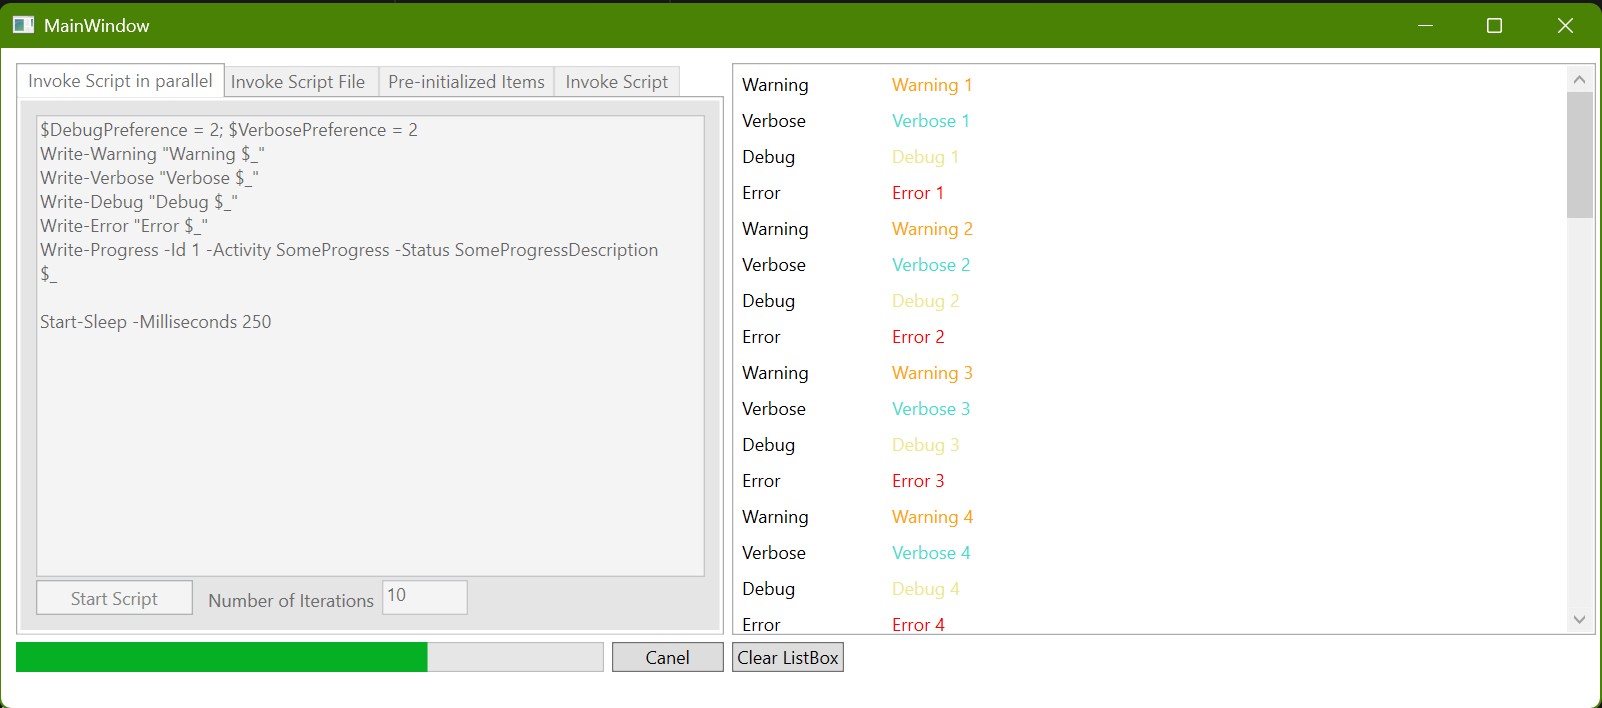 MainWindow
Invoke Script in parallel
Invoke Script File
Pre-initialized Items
Invoke Script
$DebugPreference = 2; $VerbosePreference = 2
Write-Warning "Warning $_"
Write-Verbose "Verbose $_"
Write-Debug "Debug $_"
Write-Error "Error $_"
Write-Progress -Id 1 -Activity SomeProgress -Status SomeProgressDescription
$_
Start-Sleep -Milliseconds 250
Start Script
Number of Iterations
10
Canel
Warning Warning 1
Verbose Verbose 1
Debug Debug 1
Error Error 1
Warning Warning 2
Verbose Verbose 2
Debug Debug 2
Error Error 2
Warning Warning 3
Verbose Verbose 3
Debug Debug 3
Error Error 3
Warning Warning 4
Verbose Verbose 4
Debug Debug 4
Error Error 4
Clear ListBox